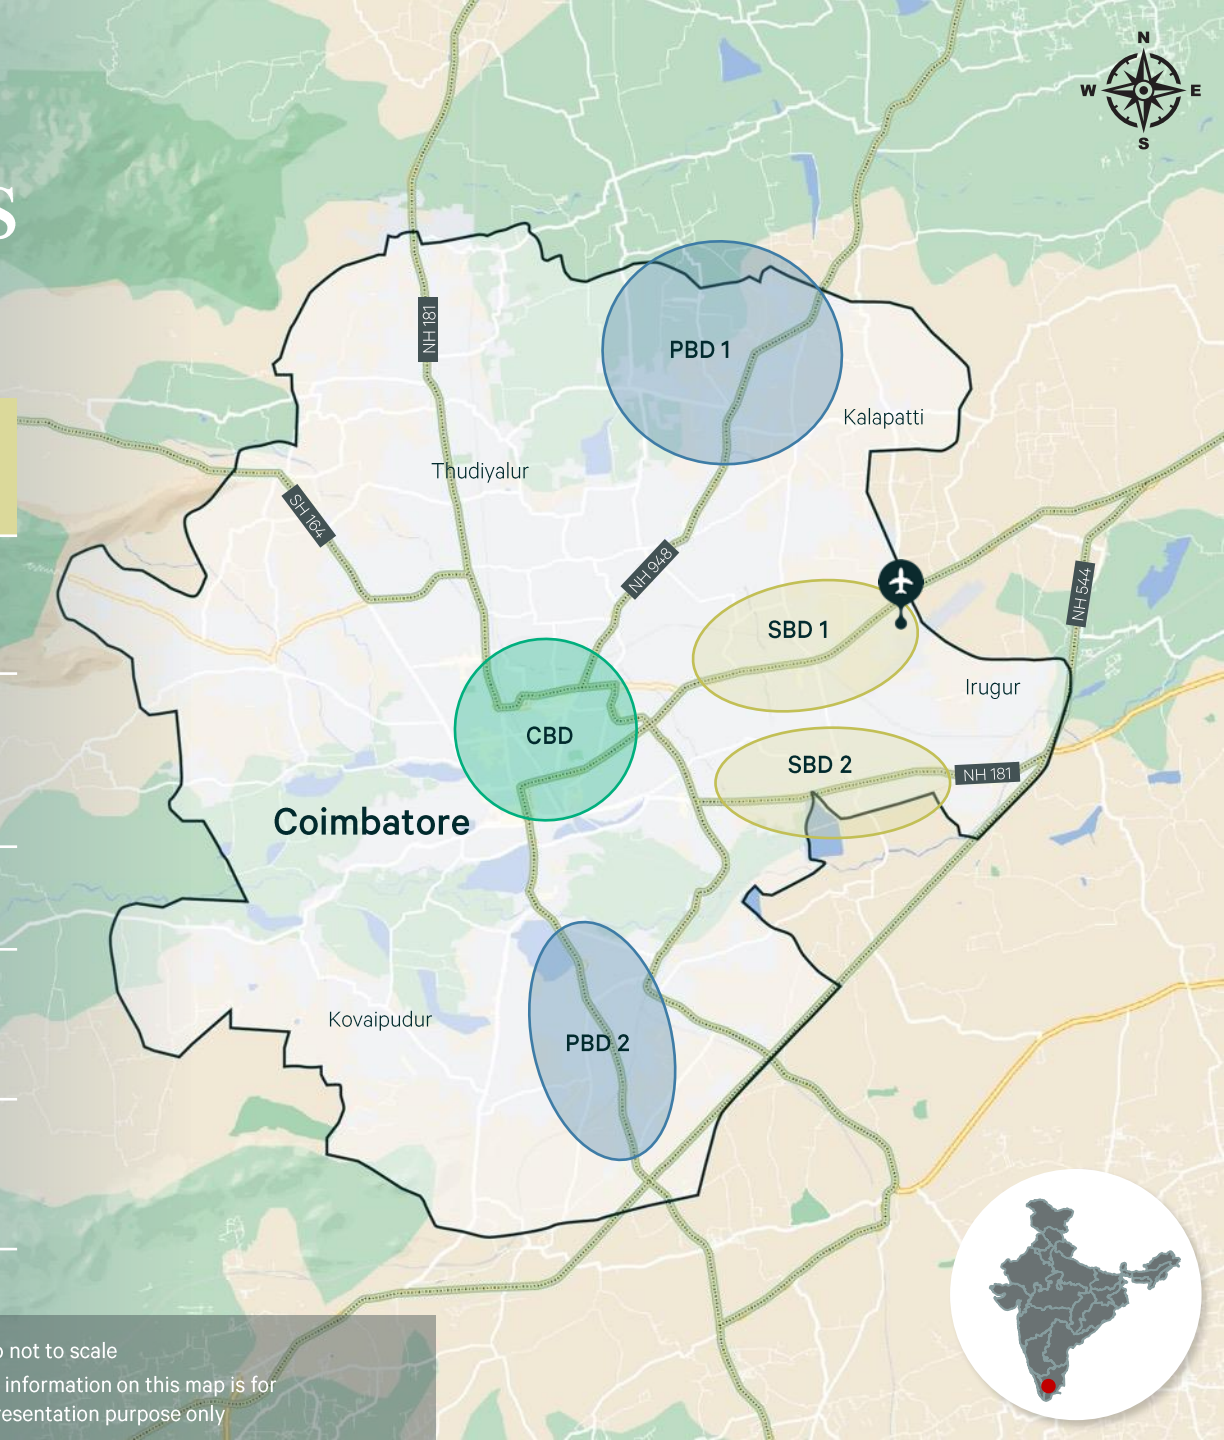 N
W E
S
S
NH 181
PBD 1
Kalapatti
Thudiyalur
SH 164
NH 948
NH 544
SBD 1
Irugur
CBD
SBD 2
NH 181
Coimbatore
Kovaipudur
PBD 2
not to scale
information on this map is for
purpose only